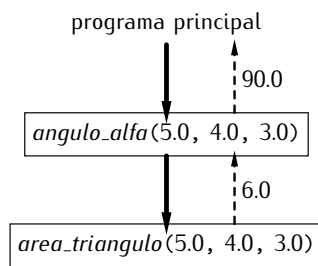 programa principal
90.0
angulo_alfa(5.0, 4.0, 3.0)
6.0
area_triangulo(5.0, 4.0, 3.0)